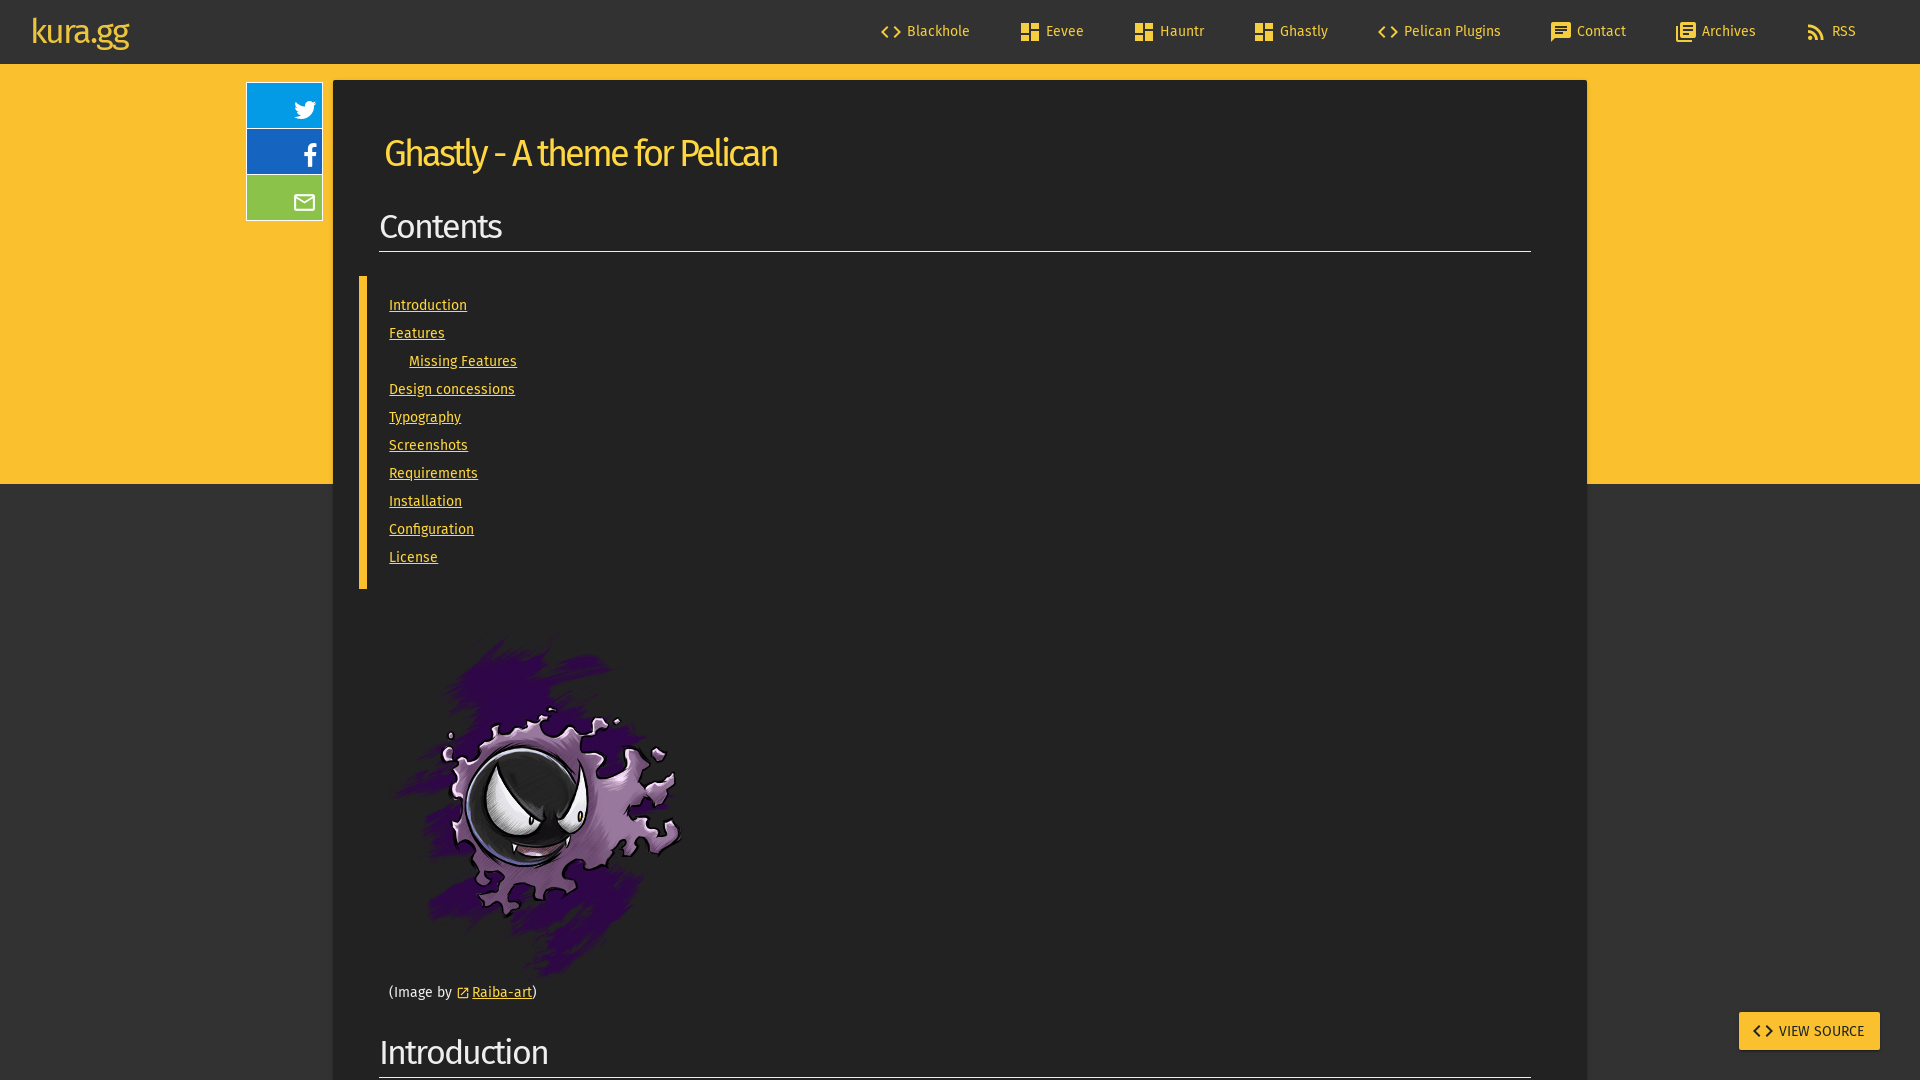 kura.gg
Blackhole
Eevee
Hauntr
Ghastly
Pelican Plugins
Contact
Archives
RSS
Ghastly - A theme for Pelican
Contents
Introduction
Features
Missing Features
Design concessions
Typography
Screenshots
Requirements
Installation
Configuration
License
(Image by Raiba-art)
Introduction
VIEW SOURCE